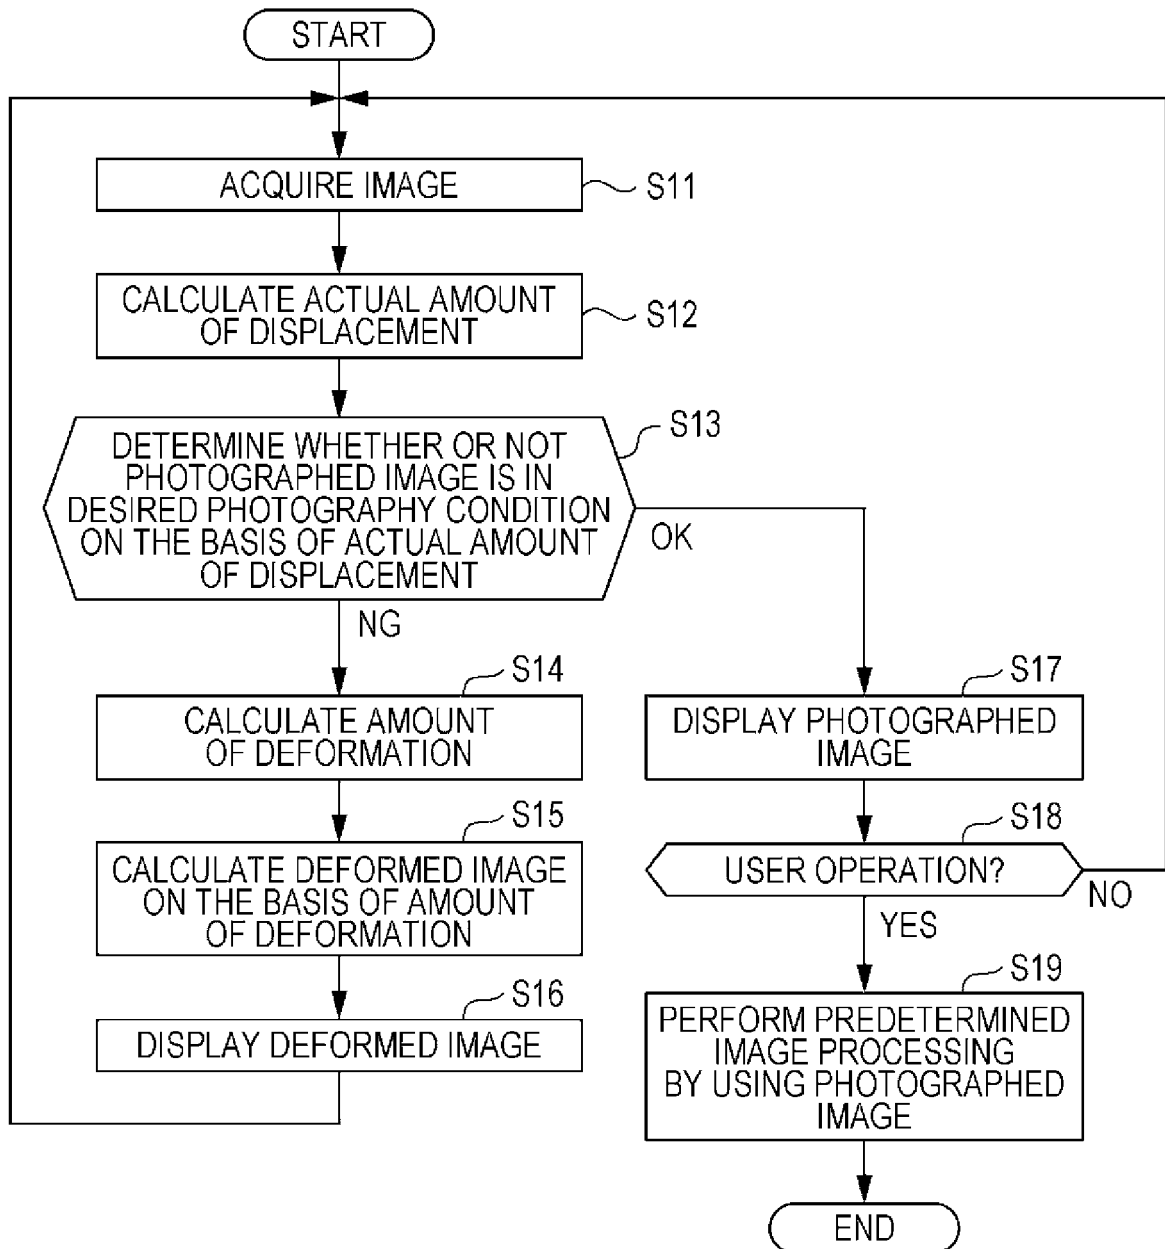 START
ACQUIRE IMAGE
S11
CALCULATE ACTUAL AMOUNT
OF DISPLACEMENT
S12
DETERMINE WHETHER OR NOT
PHOTOGRAPHED IMAGE IS IN
DESIRED PHOTOGRAPHY CONDITION
ON THE BASIS OF ACTUAL AMOUNT
OF DISPLACEMENT
S13
OK
NG
S14
CALCULATE AMOUNT
OF DEFORMATION
S15
CALCULATE DEFORMED IMAGE
ON THE BASIS OF AMOUNT
OF DEFORMATION
S16
DISPLAY DEFORMED IMAGE
S17
DISPLAY PHOTOGRAPHED
IMAGE
S18
USER OPERATION?
NO
YES
S19
PERFORM PREDETERMINED
IMAGE PROCESSING
BY USING PHOTOGRAPHED
IMAGE
END